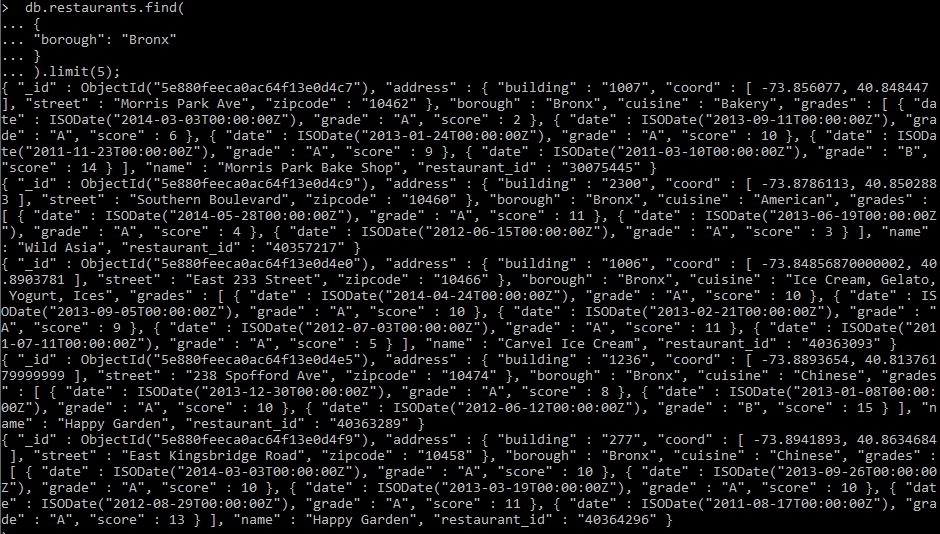 >  db.restaurants.find(
... {
... "borough": "Bronx"
... }
... ).limit(5);
{ "_id" : ObjectId("5e880feeca0ac64f13e0d4c7"), "address" : { "building" : "1007", "coord" : [ -73.856077, 40.848447
], "street" : "Morris Park Ave", "zipcode" : "10462" }, "borough" : "Bronx", "cuisine" : "Bakery", "grades" : [ { "da
te" : ISODate("2014-03-03T00:00:00Z"), "grade" : "A", "score" : 2 }, { "date" : ISODate("2013-09-11T00:00:00Z"), "gra
de" : "A", "score" : 6 }, { "date" : ISODate("2013-01-24T00:00:00Z"), "grade" : "A", "score" : 10 }, { "date" : ISODa
te("2011-11-23T00:00:00Z"), "grade" : "A", "score" : 9 }, { "date" : ISODate("2011-03-10T00:00:00Z"), "grade" : "B",
"score" : 14 } ], "name" : "Morris Park Bake Shop", "restaurant_id" : "30075445" }
{ "_id" : ObjectId("5e880feeca0ac64f13e0d4c9"), "address" : { "building" : "2300", "coord" : [ -73.8786113, 40.850288
3 ], "street" : "Southern Boulevard", "zipcode" : "10460" }, "borough" : "Bronx", "cuisine" : "American", "grades" :
[ { "date" : ISODate("2014-05-28T00:00:00Z"), "grade" : "A", "score" : 11 }, { "date" : ISODate("2013-06-19T00:00:00Z
"), "grade" : "A", "score" : 4 }, { "date" : ISODate("2012-06-15T00:00:00Z"), "grade" : "A", "score" : 3 } ], "name"
: "Wild Asia", "restaurant_id" : "40357217" }
{ "_id" : ObjectId("5e880feeca0ac64f13e0d4e0"), "address" : { "building" : "1006", "coord" : [ -73.84856870000002, 40
.8903781 ], "street" : "East 233 Street", "zipcode" : "10466" }, "borough" : "Bronx", "cuisine" : "Ice Cream, Gelato,
 Yogurt, Ices", "grades" : [ { "date" : ISODate("2014-04-24T00:00:00Z"), "grade" : "A", "score" : 10 }, { "date" : IS
ODate("2013-09-05T00:00:00Z"), "grade" : "A", "score" : 10 }, { "date" : ISODate("2013-02-21T00:00:00Z"), "grade" : "
A", "score" : 9 }, { "date" : ISODate("2012-07-03T00:00:00Z"), "grade" : "A", "score" : 11 }, { "date" : ISODate("201
1-07-11T00:00:00Z"), "grade" : "A", "score" : 5 } ], "name" : "Carvel Ice Cream", "restaurant_id" : "40363093" }
{ "_id" : ObjectId("5e880feeca0ac64f13e0d4e5"), "address" : { "building" : "1236", "coord" : [ -73.8893654, 40.813761
79999999 ], "street" : "238 Spofford Ave", "zipcode" : "10474" }, "borough" : "Bronx", "cuisine" : "Chinese", "grades
" : [ { "date" : ISODate("2013-12-30T00:00:00Z"), "grade" : "A", "score" : 8 }, { "date" : ISODate("2013-01-08T00:00:
00Z"), "grade" : "A", "score" : 10 }, { "date" : ISODate("2012-06-12T00:00:00Z"), "grade" : "B", "score" : 15 } ], "n
ame" : "Happy Garden", "restaurant_id" : "40363289" }
{ "_id" : ObjectId("5e880feeca0ac64f13e0d4f9"), "address" : { "building" : "277", "coord" : [ -73.8941893, 40.8634684
 ], "street" : "East Kingsbridge Road", "zipcode" : "10458" }, "borough" : "Bronx", "cuisine" : "Chinese", "grades" :
 [ { "date" : ISODate("2014-03-03T00:00:00Z"), "grade" : "A", "score" : 10 }, { "date" : ISODate("2013-09-26T00:00:00
Z"), "grade" : "A", "score" : 10 }, { "date" : ISODate("2013-03-19T00:00:00Z"), "grade" : "A", "score" : 10 }, { "dat
e" : ISODate("2012-08-29T00:00:00Z"), "grade" : "A", "score" : 11 }, { "date" : ISODate("2011-08-17T00:00:00Z"), "gra
de" : "A", "score" : 13 } ], "name" : "Happy Garden", "restaurant_id" : "40364296" }